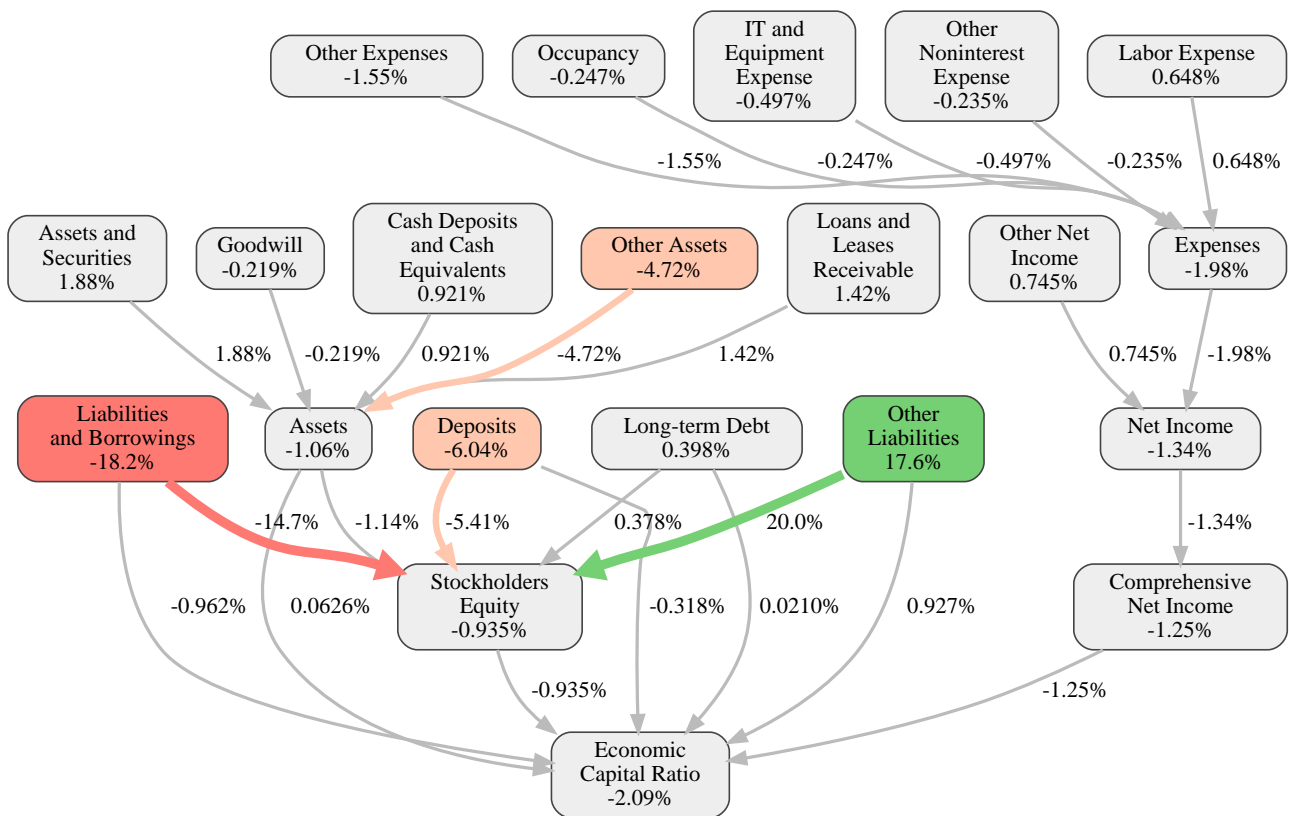 Other Expenses
-1.55%
Occupancy
-0.247%
IT and
Equipment
Expense
-0.497%
Other
Noninterest
Expense
-0.235%
Labor Expense
0.648%
-1.55%
-0.247%
-0.497%
-0.235%
0.648%
Assets and
Securities
1.88%
Goodwill
-0.219%
Cash Deposits
and Cash
Equivalents
0.921%
Other Assets
-4.72%
Loans and
Leases
Receivable
1.42%
Other Net
Income
0.745%
Expenses
-1.98%
1.88%
-0.219%
0.921%
-4.72%
1.42%
0.745%
-1.98%
Liabilities
and Borrowings
-18.2%
Assets
-1.06%
Deposits
-6.04%
Long-term Debt
0.398%
Other
Liabilities
17.6%
Net Income
-1.34%
-14.7%
-1.14%
-5.41%
0.378%
20.0%
-1.34%
Stockholders
Equity
-0.935%
Comprehensive
Net Income
-1.25%
-0.962%
0.0626%
-0.318%
0.0210%
0.927%
-0.935%
-1.25%
Economic
Capital Ratio
-2.09%